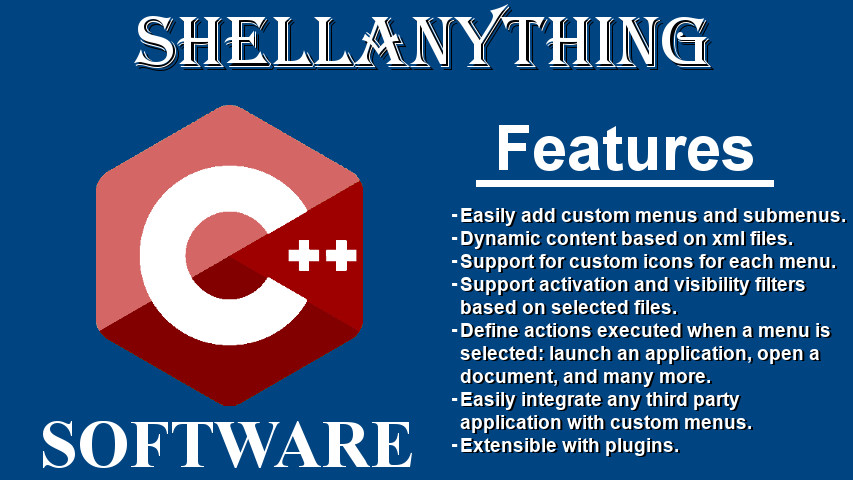 SHELLANYTHING
Features
-Easily add custom menus and submenus.
-Dynamic content based on xml files.
-Support for custom icons for each menu.
-Support activation and visibility filters
based on selected files.
-Define actions executed when a menu is
selected: launch an application, open a
document, and many more.
-Easily integrate any third party
application with custom menus.
-Extensible with plugins.
C++
SOFTWARE